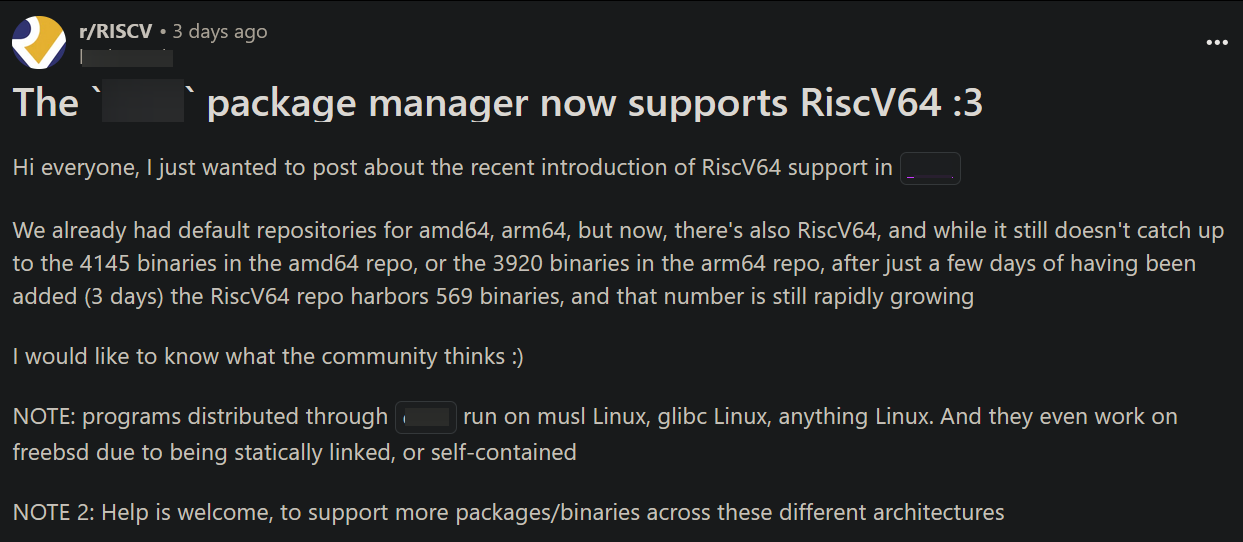 r/RISCV • 3 days ago
The ` ` package manager now supports RiscV64 :3
Hi everyone, I just wanted to post about the recent introduction of RiscV64 support in
We already had default repositories for amd64, arm64, but now, there's also RiscV64, and while it still doesn't catch up
to the 4145 binaries in the amd64 repo, or the 3920 binaries in the arm64 repo, after just a few days of having been
added (3 days) the RiscV64 repo harbors 569 binaries, and that number is still rapidly growing
I would like to know what the community thinks :)
NOTE: programs distributed through run on musl Linux, glibc Linux, anything Linux. And they even work on
freebsd due to being statically linked, or self-contained
NOTE 2: Help is welcome, to support more packages/binaries across these different architectures